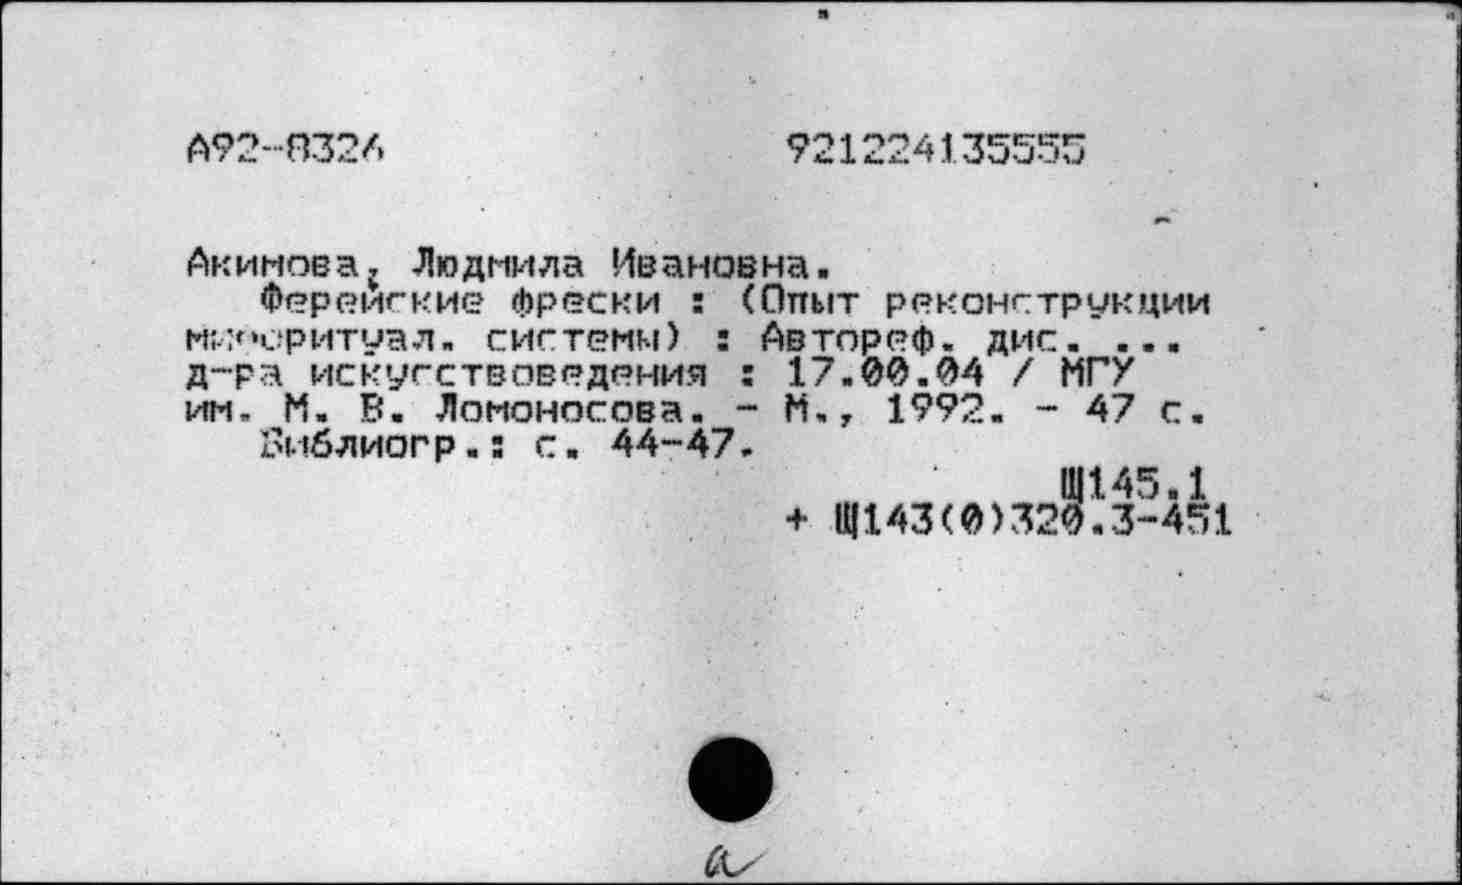 А92-8326 921224135555
Акимова, Людмила Ивановна.
Ферейские фрески : (Опыт реконструкции
мифоритуал. системы) : Автореф. дис. ...
д-ра искусствоведения : 17.00.04 / МГУ
им. М. В. Ломоносова. - М., 1992. - 47 с.
Библиогр.: с. 44-47.
Щ145.1
+ Щ143(0)320.3-451
а